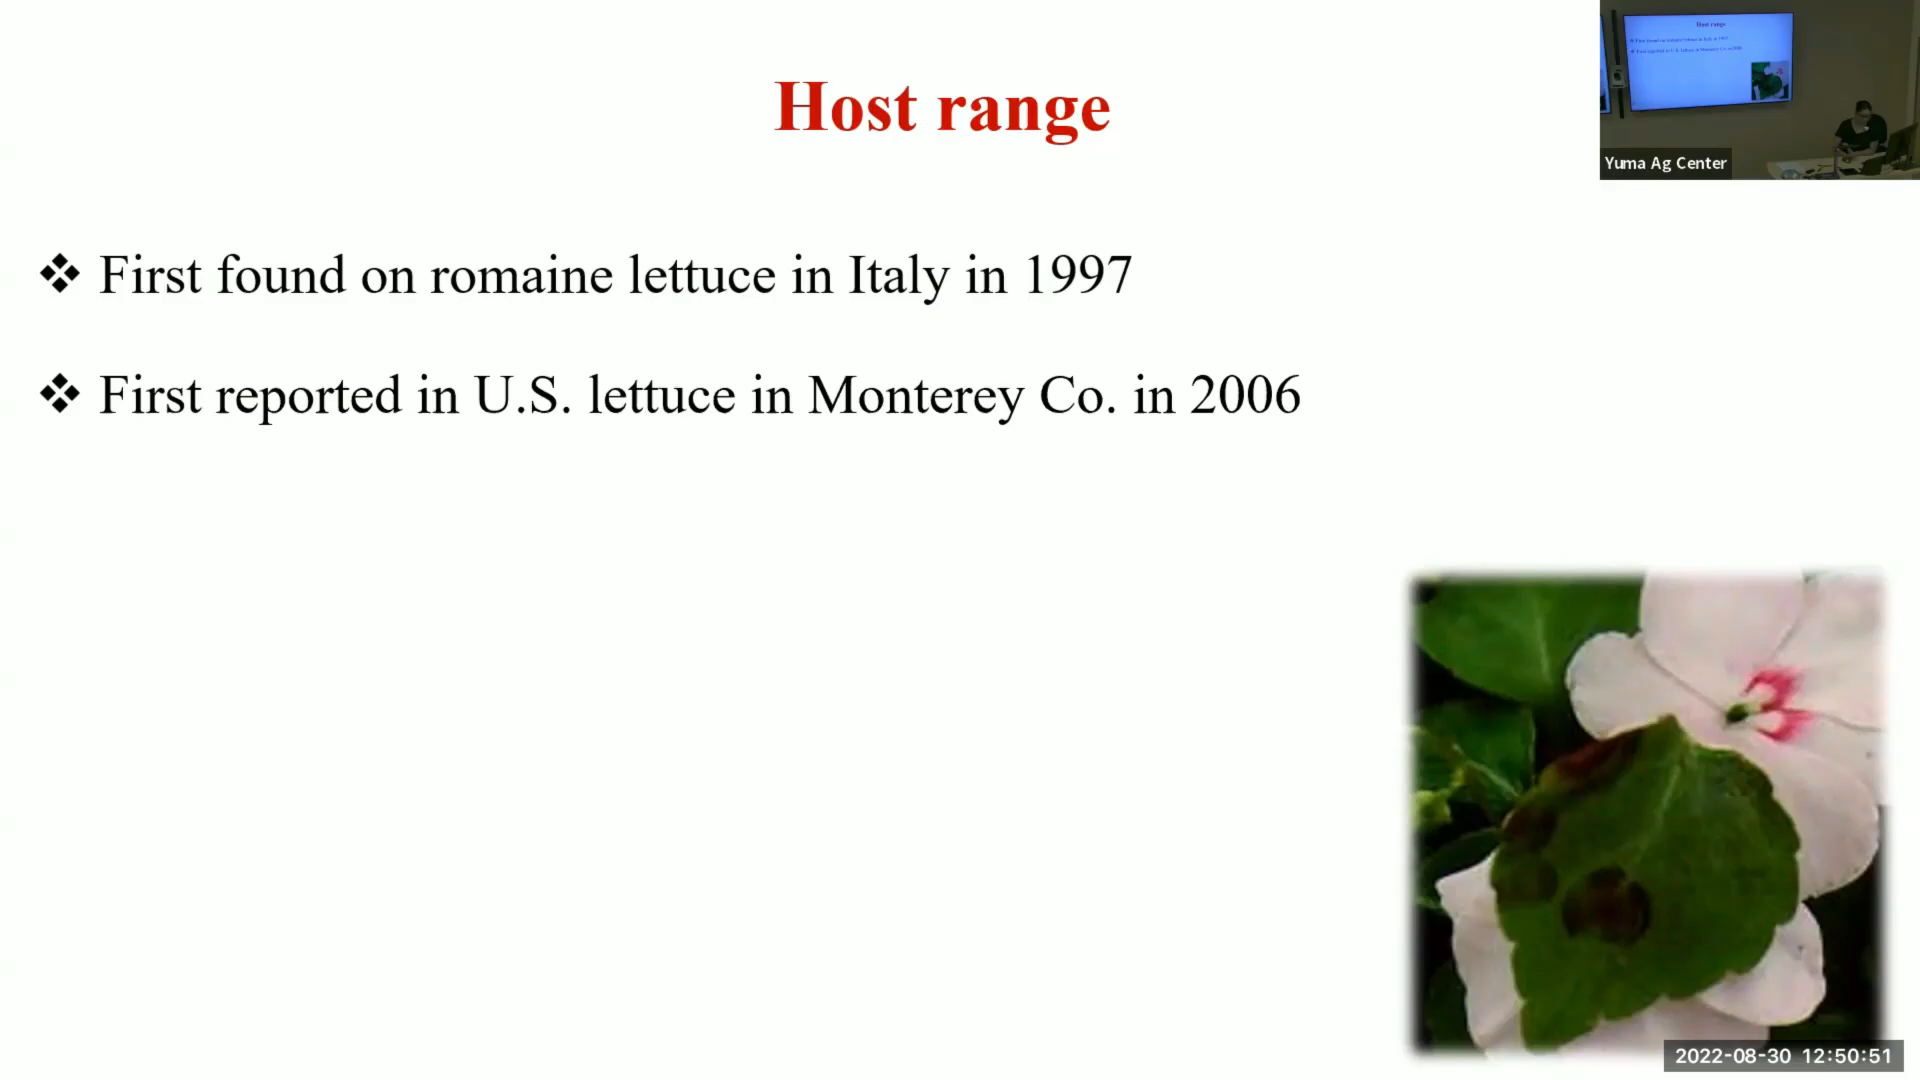 Host range
Yuma Ag Center
❖ First found on romaine lettuce in Italy in 1997
❖ First reported in U.S. lettuce in Monterey Co. in 2006
2022-08-30 12:50:51